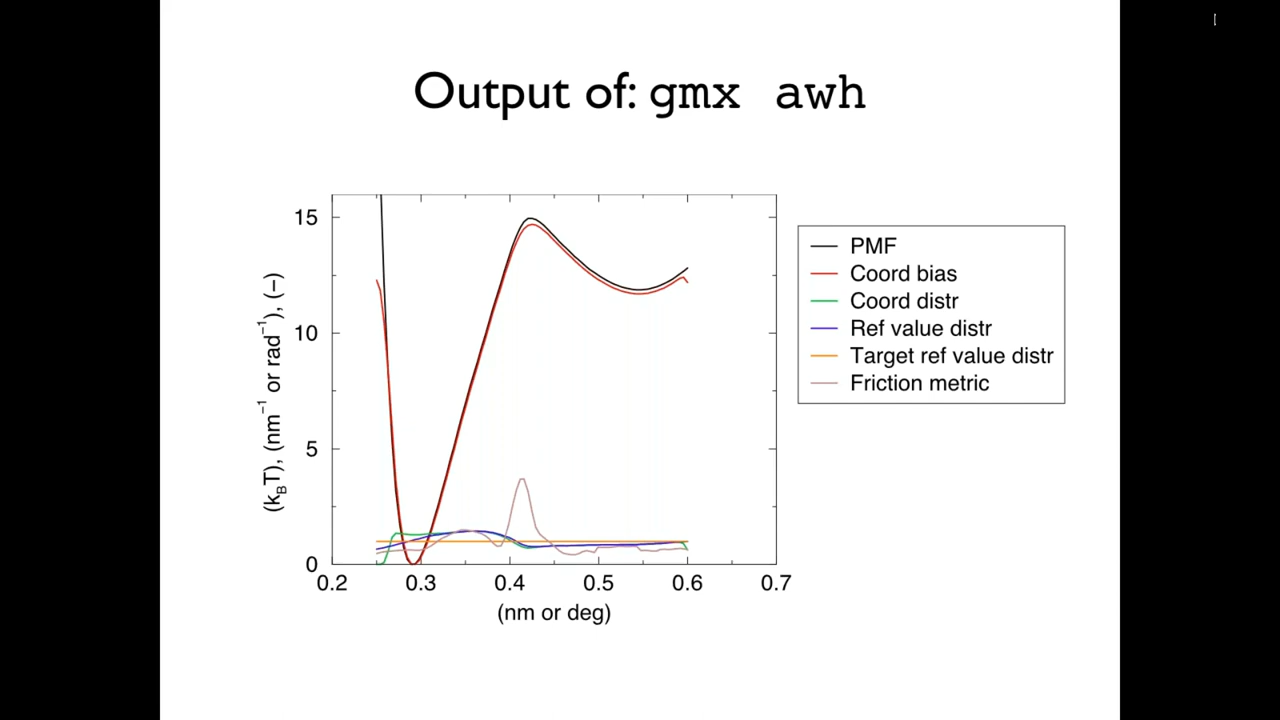 Output of: gmx awh
15
10
5
0
(kBT), (nm−1 or rad−1), (−)
0.2 0.3 0.4 0.5 0.6 0.7
(nm or deg)
PMF
Coord bias
Coord distr
Ref value distr
Target ref value distr
Friction metric